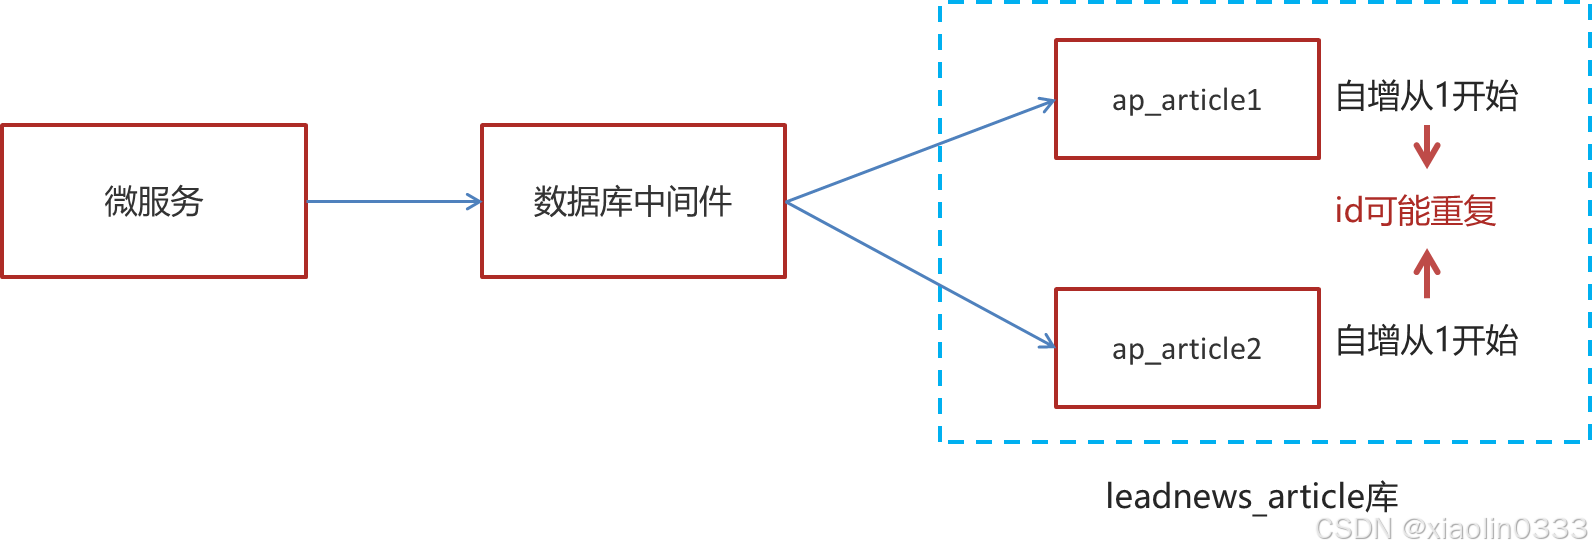 微服务
数据库中间件
ap_article1
自增从1开始
id可能重复
ap_article2
自增从1开始
leadnews_article库
CSDN @xiaolin0333